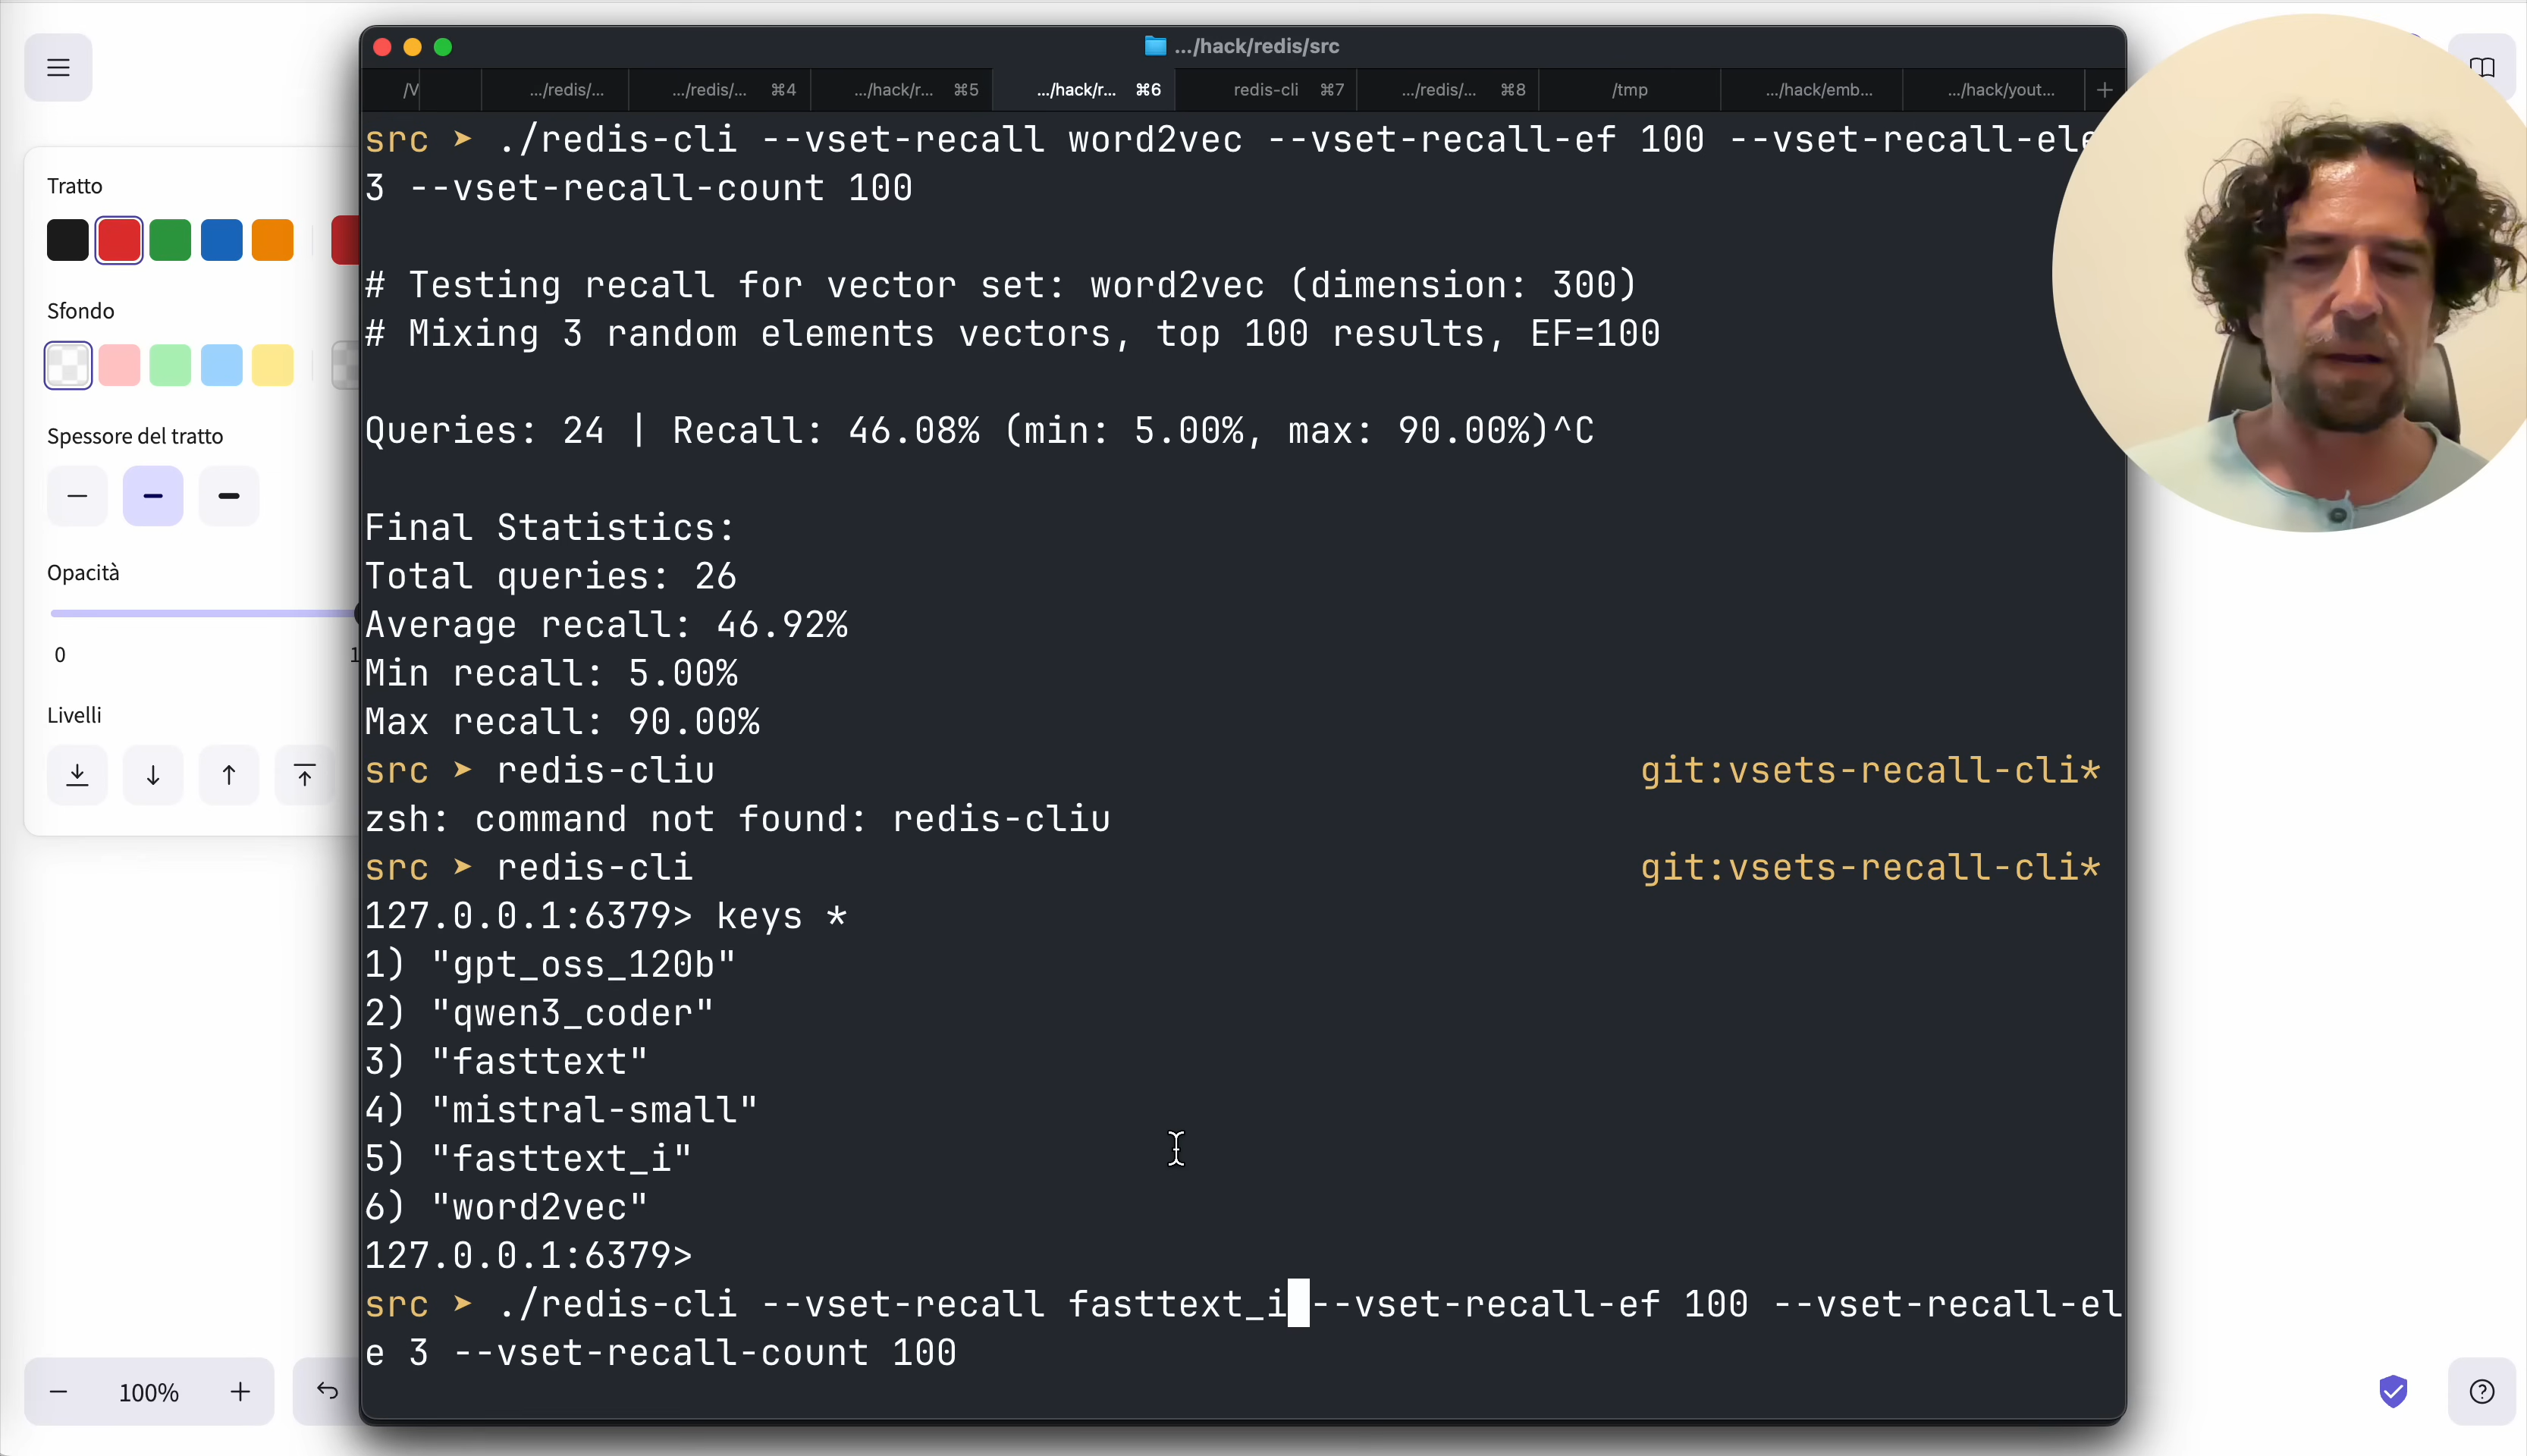 .../hack/redis/src
/V
.../redis/...
.../redis/... ⌘4
.../hack/r... ⌘5
.../hack/r... ⌘6
redis-cli ⌘7
.../redis/... ⌘8
/tmp
.../hack/emb...
.../hack/yout...
+
Tratto
Sfondo
Spessore del tratto
Opacità
0
1
Livelli
100%
src ➤ ./redis-cli --vset-recall word2vec --vset-recall-ef 100 --vset-recall-ele
3 --vset-recall-count 100
# Testing recall for vector set: word2vec (dimension: 300)
# Mixing 3 random elements vectors, top 100 results, EF=100
Queries: 24 | Recall: 46.08% (min: 5.00%, max: 90.00%)^C
Final Statistics:
Total queries: 26
Average recall: 46.92%
Min recall: 5.00%
Max recall: 90.00%
src ➤ redis-cliu git:vsets-recall-cli*
zsh: command not found: redis-cliu
src ➤ redis-cli git:vsets-recall-cli*
127.0.0.1:6379> keys *
1) "gpt_oss_120b"
2) "qwen3_coder"
3) "fasttext"
4) "mistral-small"
5) "fasttext_i"
6) "word2vec"
127.0.0.1:6379>
src ➤ ./redis-cli --vset-recall fasttext_i --vset-recall-ef 100 --vset-recall-el
e 3 --vset-recall-count 100